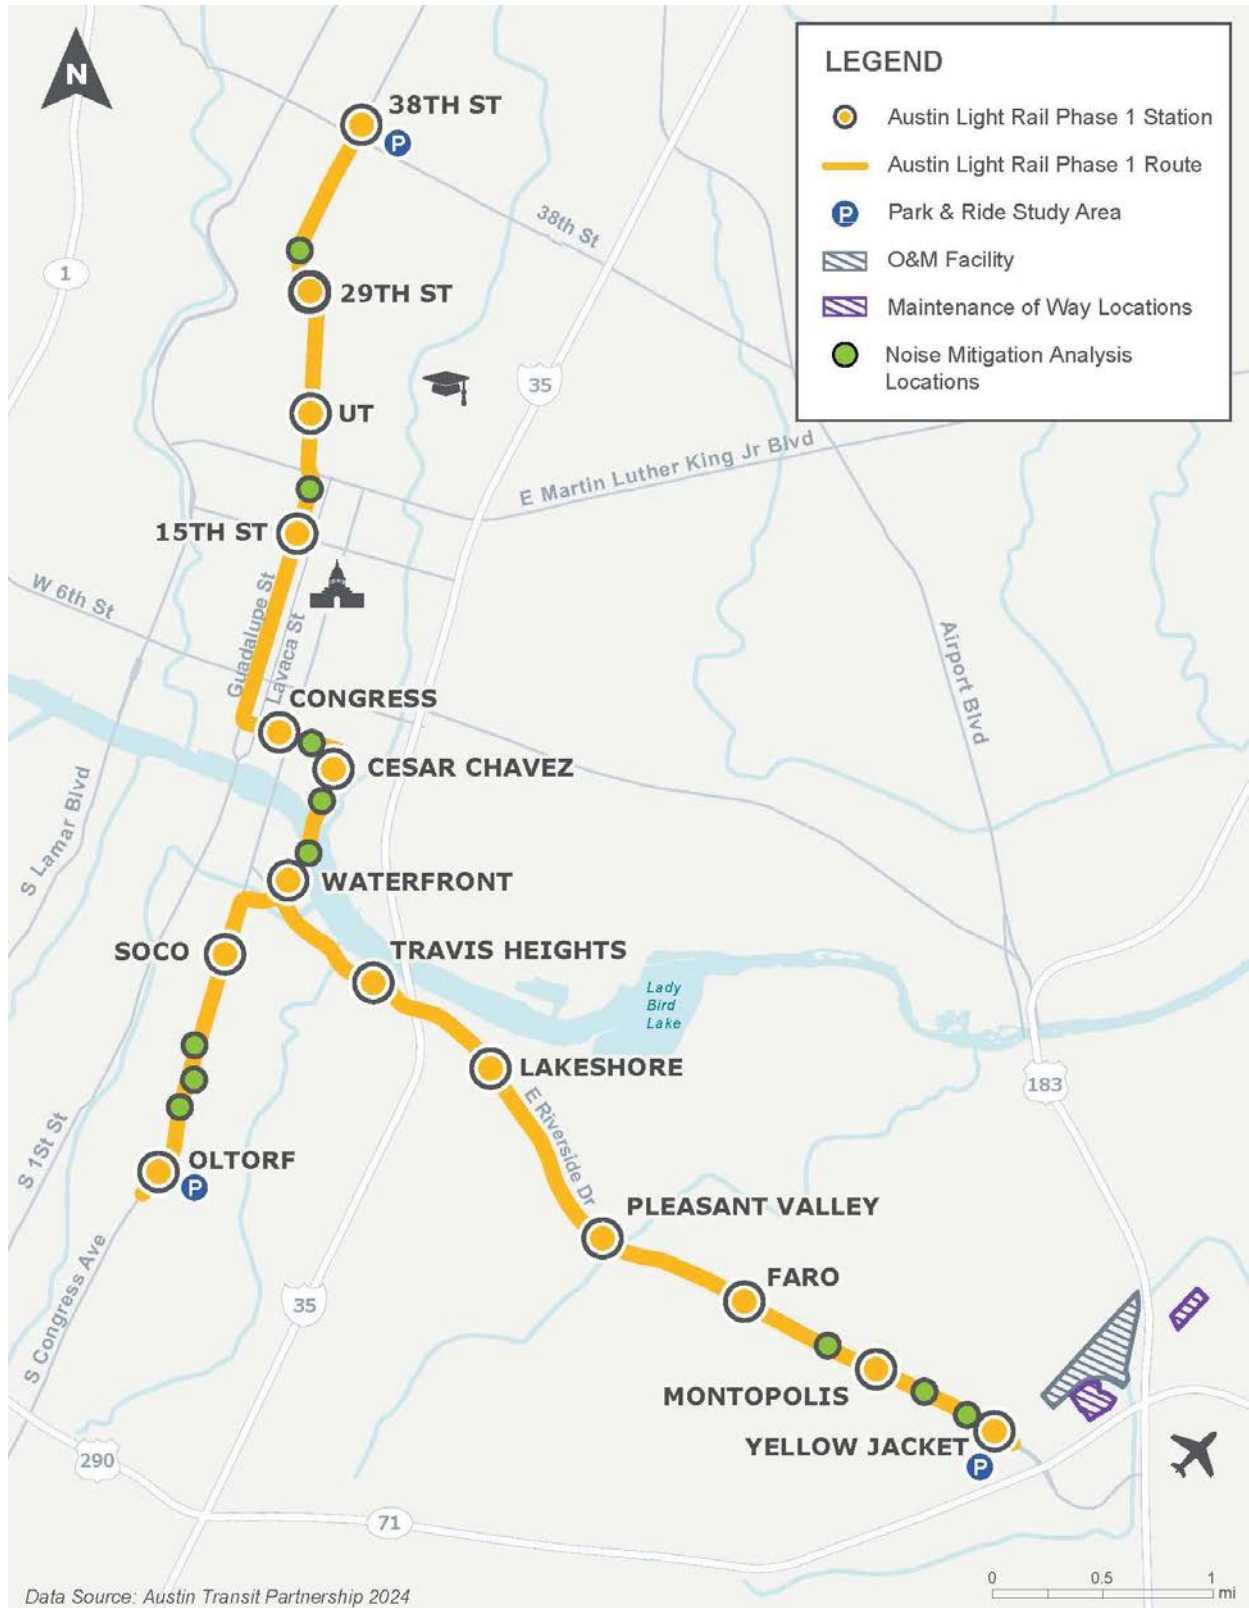 N
LEGEND
Austin Light Rail Phase 1 Station
Austin Light Rail Phase 1 Route
P
Park & Ride Study Area
O&M Facility
Maintenance of Way Locations
Noise Mitigation Analysis
Locations
38TH ST
P
38th St
1
29TH ST
35
UT
E Martin Luther King Jr Blvd
15TH ST
W 6th St
Guadalupe St
Lavaca St
Airport Blvd
CONGRESS
CESAR CHAVEZ
S Lamar Blvd
WATERFRONT
SOCO
TRAVIS HEIGHTS
Lady
Bird
Lake
LAKESHORE
183
E Riverside Dr
S 1St St
OLTORF
P
PLEASANT VALLEY
S Congress Ave
FARO
35
MONTOPOLIS
YELLOW JACKET
P
290
71
Data Source: Austin Transit Partnership 2024
0 0.5 1
mi